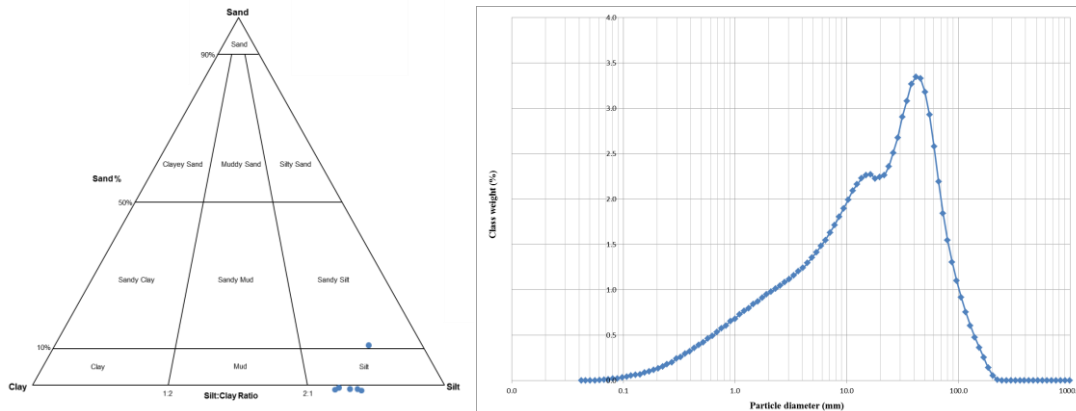 Sand
Sand
90%
Clayey Sand
Muddy Sand
Silty Sand
Sand %
50%
Sandy Clay
Sandy Mud
Sandy Silt
10%
Clay
Mud
Silt
Clay
1:2
Silt:Clay Ratio
2:1
Silt
Class weight (%)
4.0
3.5
3.0
2.5
2.0
1.5
1.0
0.5
0.0
0.0
0.1
1.0
10.0
100.0
1000
Particle diameter (mm)